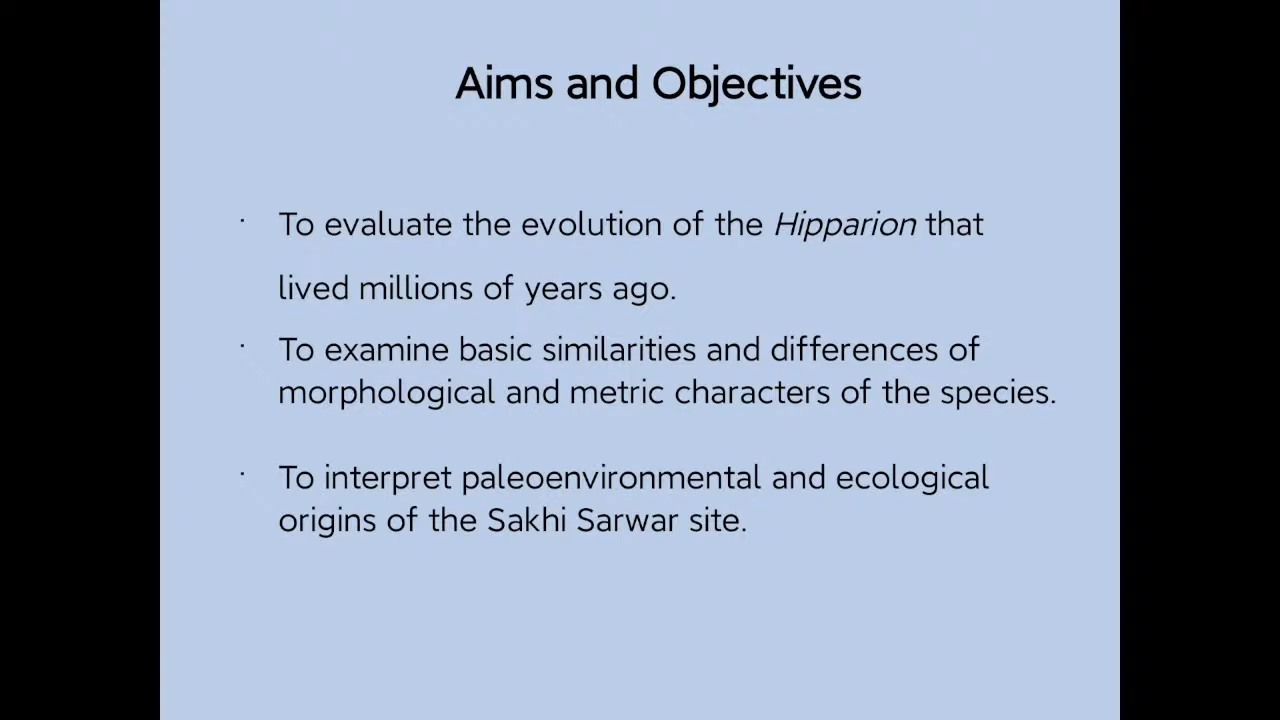 Aims and Objectives
· To evaluate the evolution of the Hipparion that
lived millions of years ago.
· To examine basic similarities and differences of
morphological and metric characters of the species.
· To interpret paleoenvironmental and ecological
origins of the Sakhi Sarwar site.